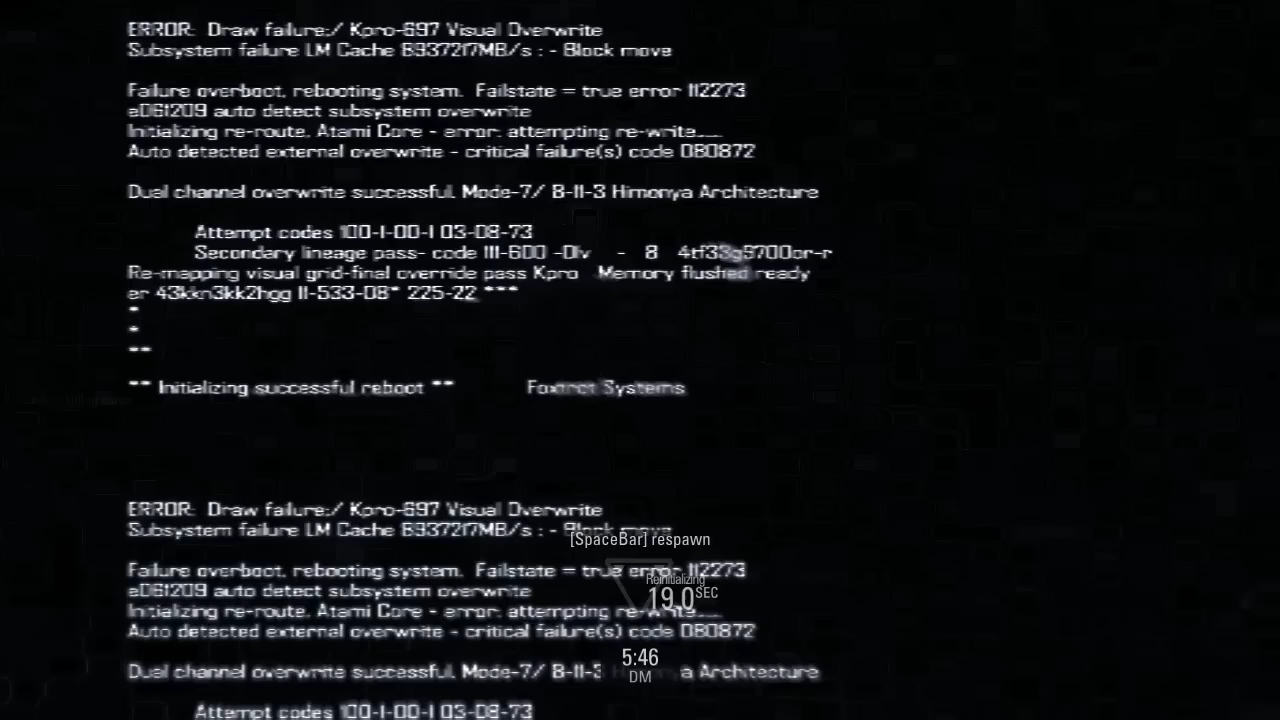 ERROR: Draw failure:/ Kpro-697 Visual Overwrite
Subsystem failure LM Cache 6937217MB/s : - Block move
Failure overboot, rebooting system. Failstate = true error 112273
e061209 auto detect subsystem overwrite
Initializing re-route, Atami Core - error: attempting re-write.....
Auto detected external overwrite - critical failure(s) code 080872
Dual channel overwrite successful. Mode-7/ 8-11-3 Himonya Architecture
Attempt codes 100-1-00-1 03-08-73
Secondary lineage pass- code 111-600 -Div - 8
Re-mapping visual grid-final override pass Kpro Memory flushed ready
er 43kkn3kk2hgg 11-533-08* 225-22 ***
*
*
**
** Initializing successful reboot ** Foxtrot Systems
ERROR: Draw failure:/ Kpro-697 Visual Overwrite
Subsystem failure LM Cache 6937217MB/s : - Block move
[SpaceBar] respawn
Failure overboot, rebooting system. Failstate = true error 112273
Reinitializing
e061209 auto detect subsystem overwrite
19.0 SEC
Initializing re-route, Atami Core - error: attempting re-write.....
Auto detected external overwrite - critical failure(s) code 080872
5:46
DM
Dual channel overwrite successful. Mode-7/ 8-11-3 Architecture
Attempt codes 100-1-00-1 03-08-73